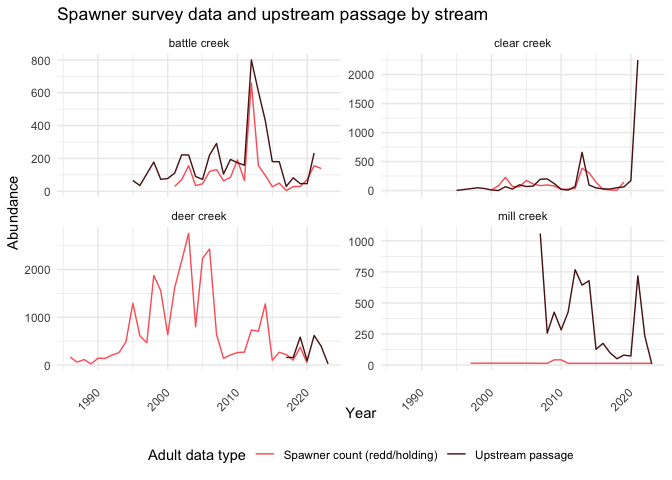 Spawner survey data and upstream passage by stream
battle creek
clear creek
800
600
400
200
0
2000
1500
1000
500
0
deer creek
mill creek
2000
1000
0
1000
750
500
250
0
Abundance
1990
2000
2010
2020
1990
2000
2010
2020
Year
Adult data type
Spawner count (redd/holding)
Upstream passage